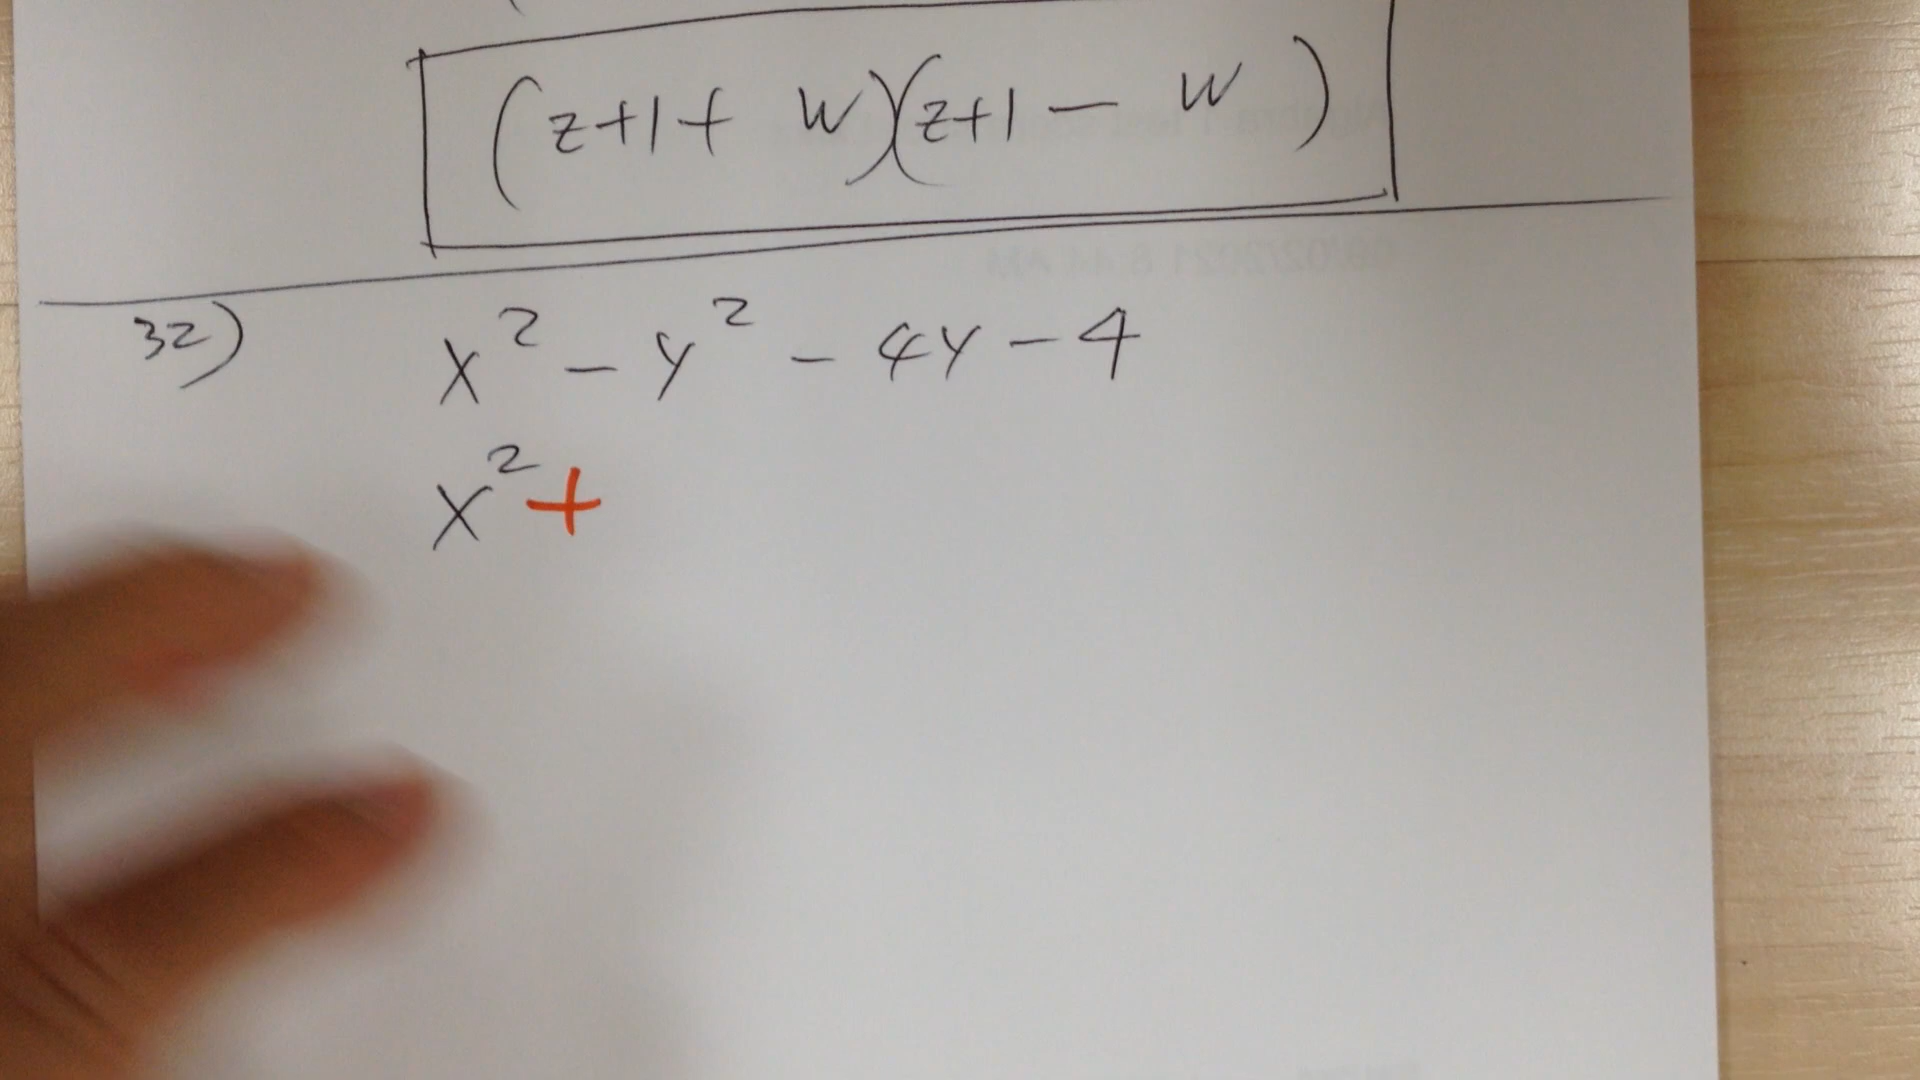 (z+1+ w)(z+1 - w)
32) x² - y² - 4y - 4
x² +